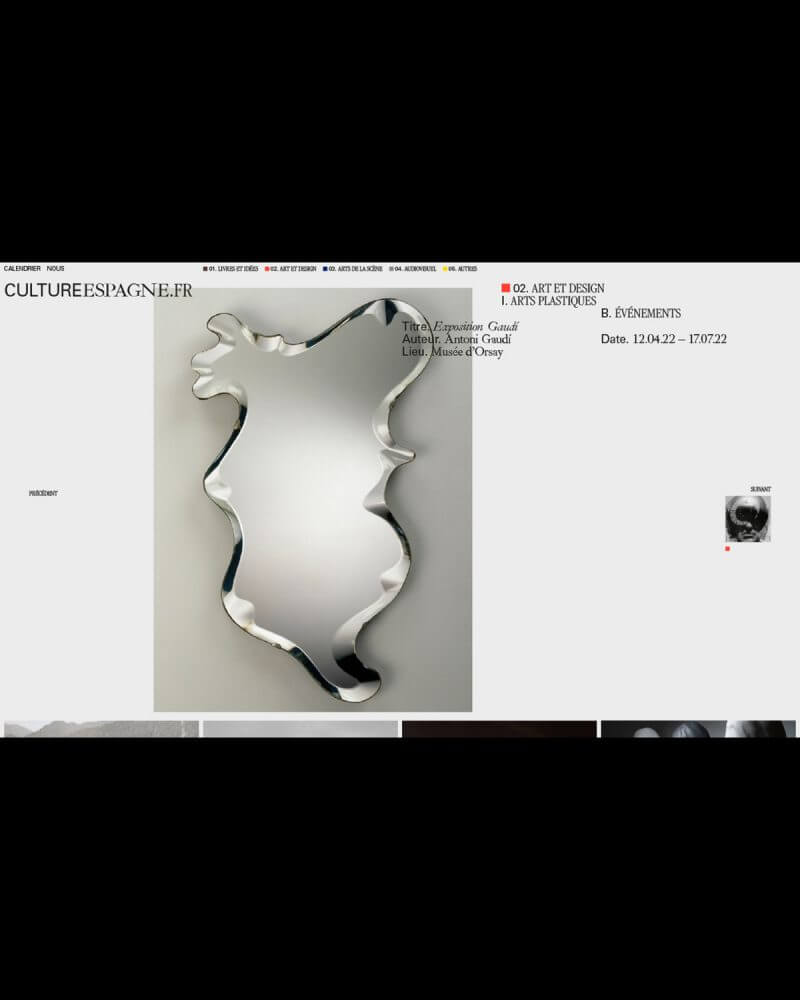 CALENDRIER NOUS
01. LIVRES ET IDÉES 02. ART ET DESIGN 03. ARTS DE LA SCÈNE 04. AUDIOVISUEL 05. AUTRES
CULTUREESPAGNE.FR
02. ART ET DESIGN
I. ARTS PLASTIQUES
B. ÉVÉNEMENTS
Titre. Exposition Gaudí
Auteur. Antoni Gaudí
Lieu. Musée d'Orsay
Date. 12.04.22 – 17.07.22
PRÉCÉDENT
SUIVANT